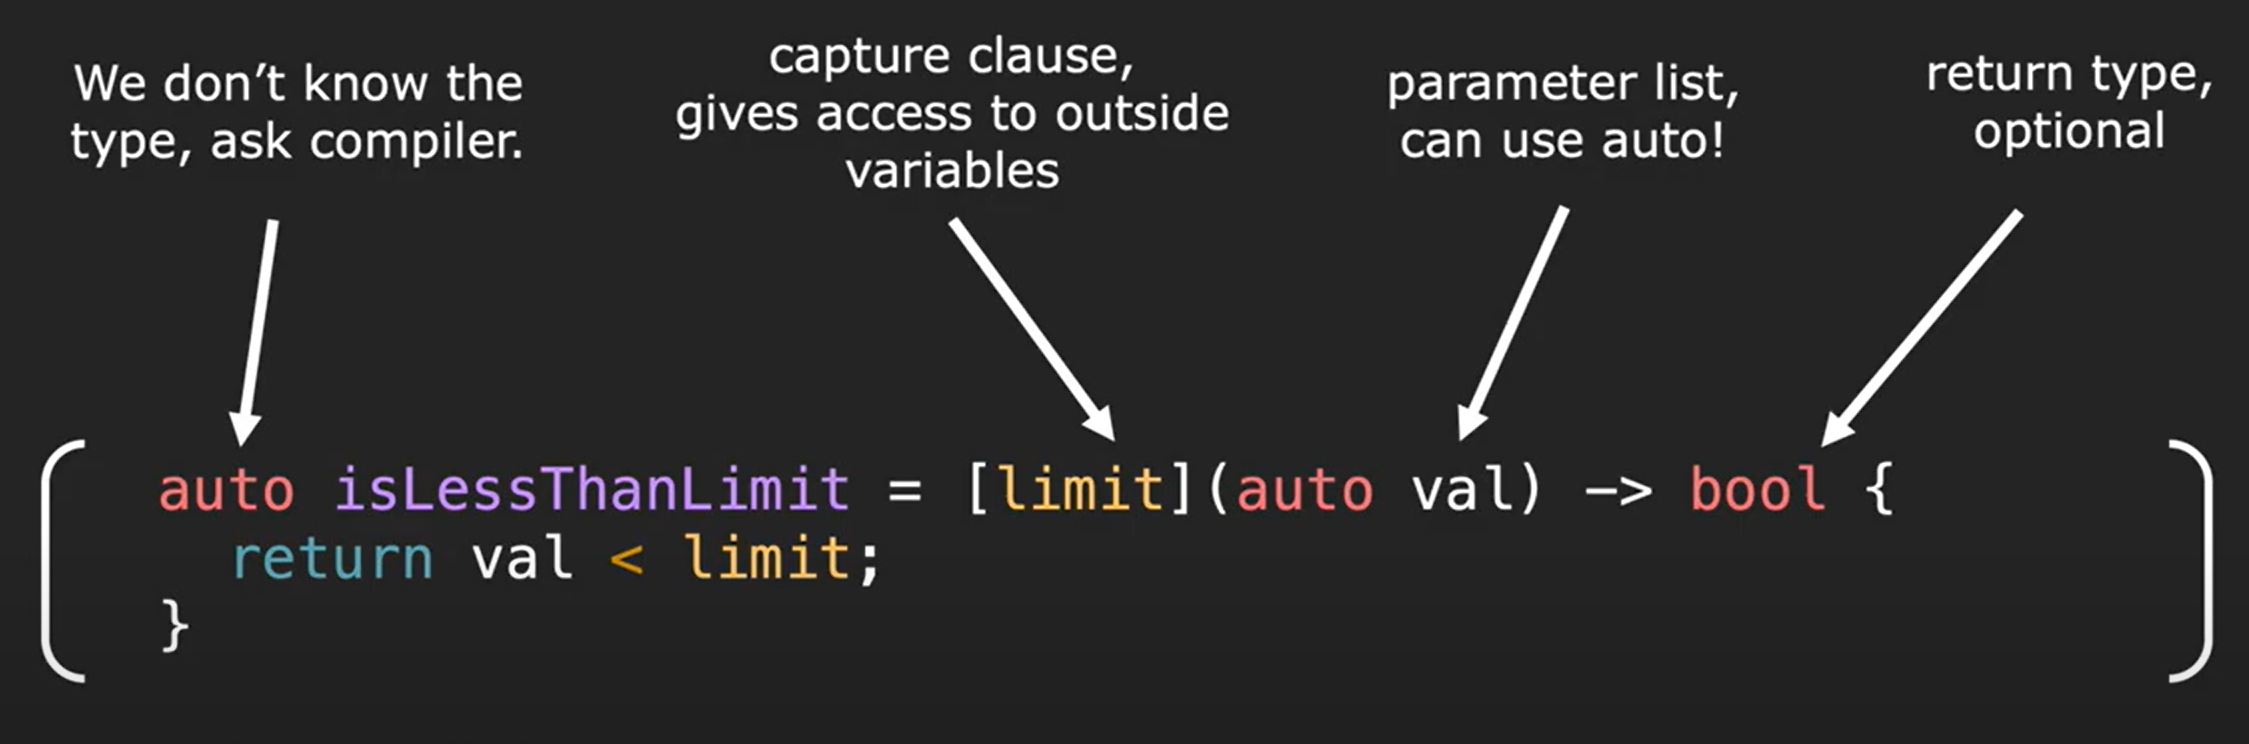 We don’t know the
type, ask compiler.
capture clause,
gives access to outside
variables
parameter list,
can use auto!
return type,
optional
auto isLessThanLimit = [limit](auto val) -> bool {
return val < limit;
}